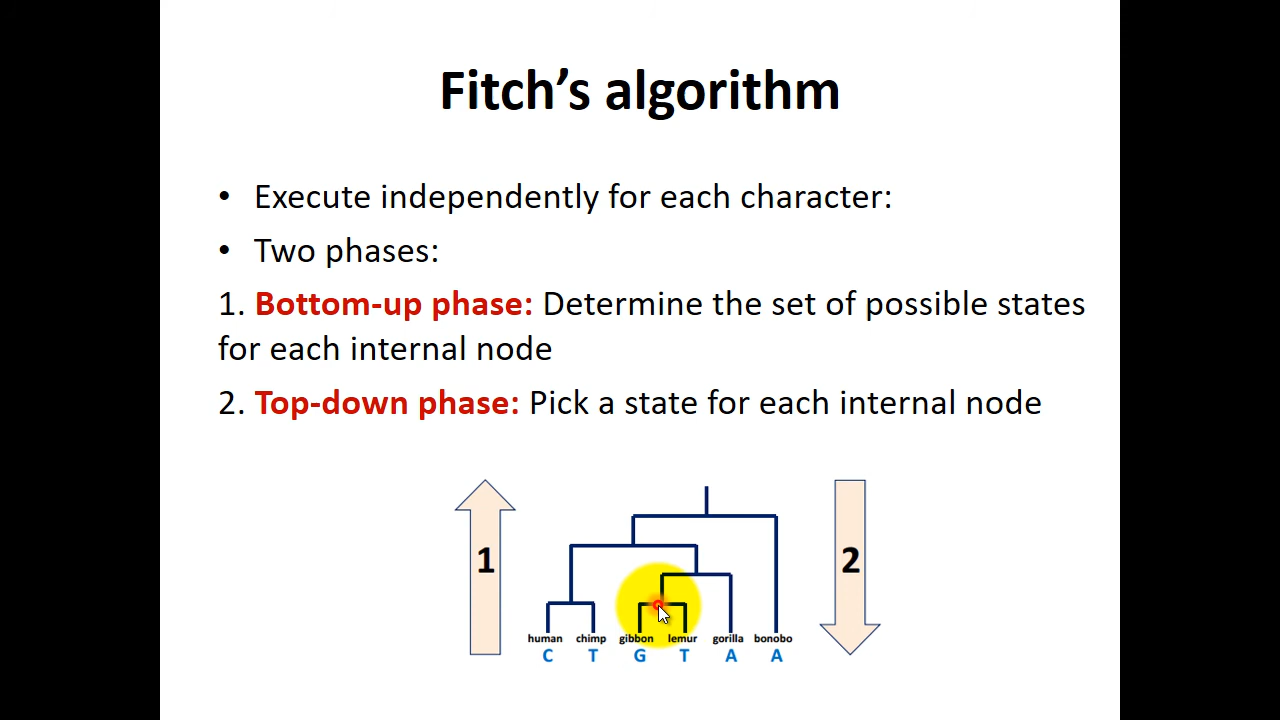 Fitch’s algorithm
• Execute independently for each character:
• Two phases:
1. Bottom-up phase: Determine the set of possible states
for each internal node
2. Top-down phase: Pick a state for each internal node
1
2
human chimp gibbon lemur gorilla bonobo
C T G T A A